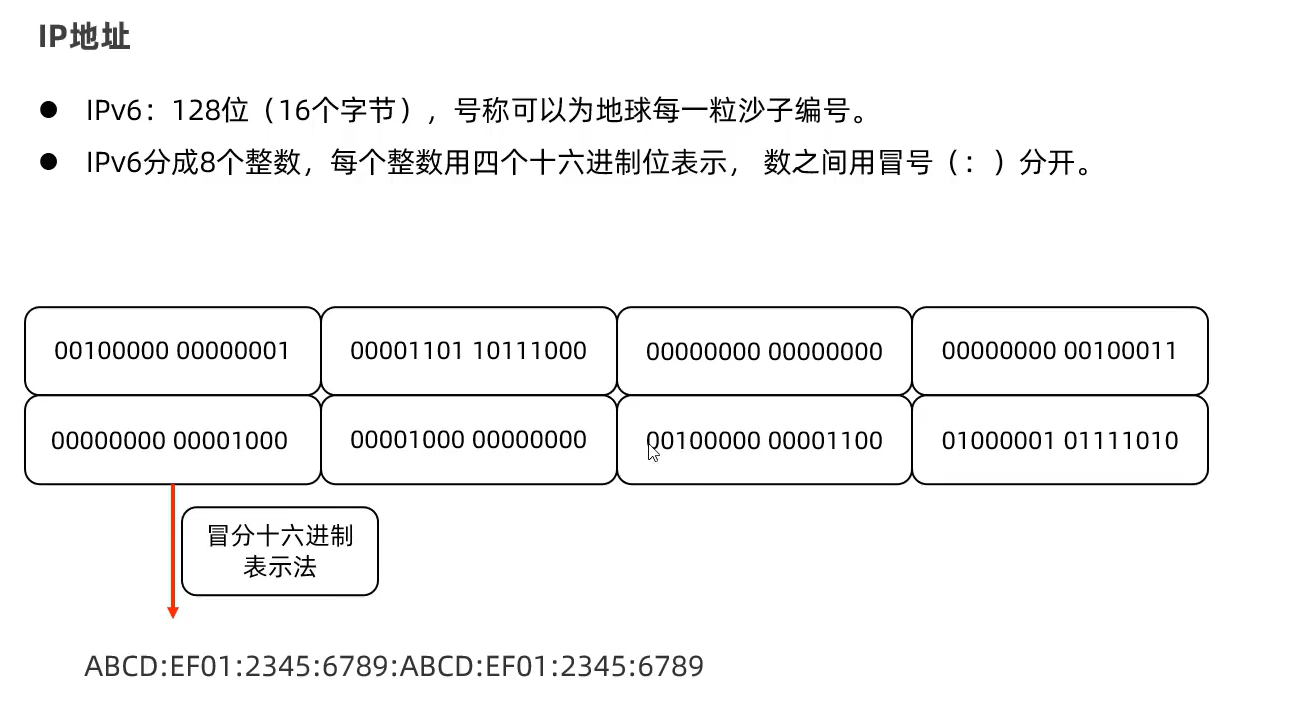 IP地址
● IPv6：128位（16个字节），号称可以为地球每一粒沙子编号。
● IPv6分成8个整数，每个整数用四个十六进制位表示， 数之间用冒号（：）分开。
00100000 00000001 00001101 10111000 00000000 00000000 00000000 00100011
00000000 00001000 00001000 00000000 00100000 00001100 01000001 01111010
冒分十六进制
表示法
ABCD:EF01:2345:6789:ABCD:EF01:2345:6789